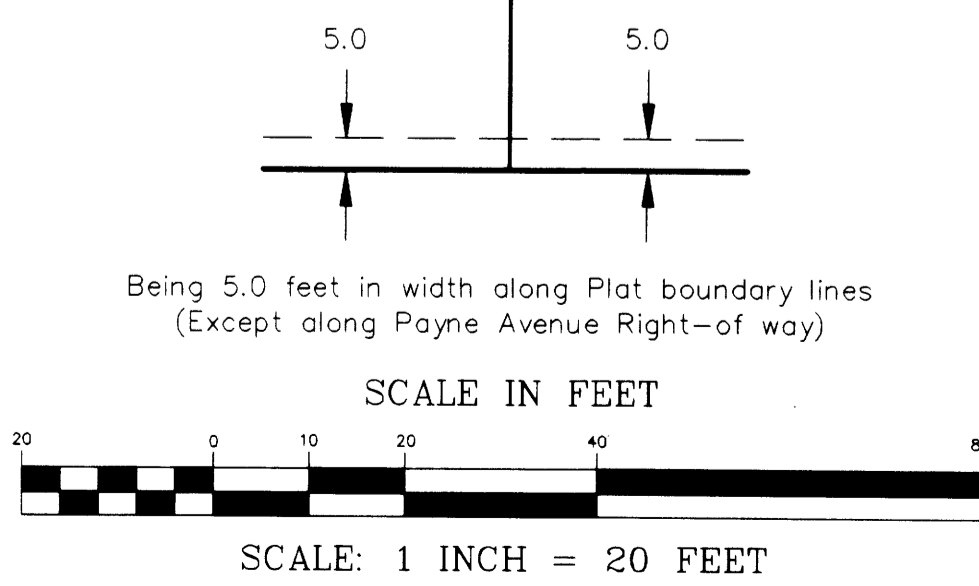 5.0 5.0
Being 5.0 feet in width along Plat boundary lines
(Except along Payne Avenue Right-of way)
SCALE IN FEET
20 0 10 20 40
SCALE: 1 INCH = 20 FEET